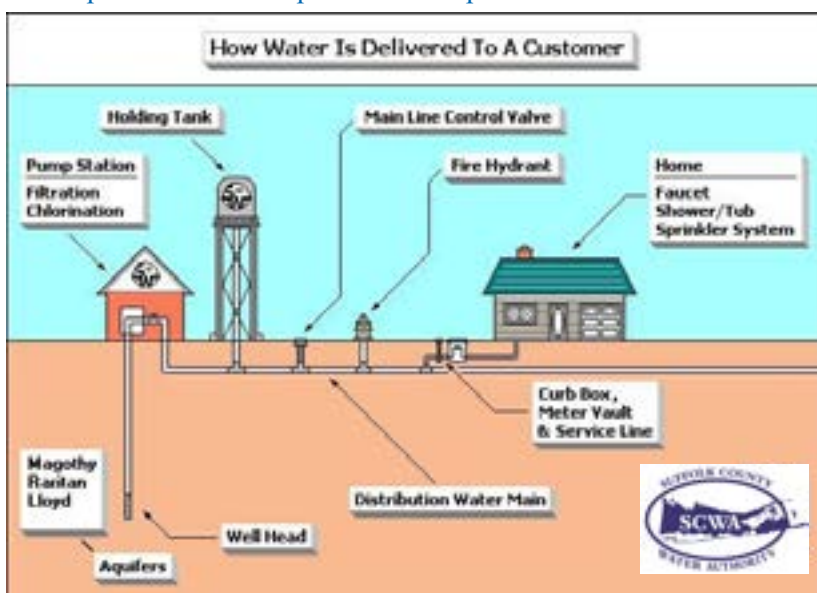 How Water Is Delivered To A Customer
Holding Tank
Main Line Control Valve
Pump Station
Filtration
Chlorination
Fire Hydrant
Home
Faucet
Shower/Tub
Sprinkler System
Curb Box,
Meter Vault
& Service Line
Magothy
Raritan
Lloyd
Distribution Water Main
Well Head
Aquifers
SUFFOLK COUNTY
SCWA
WATER AUTHORITY